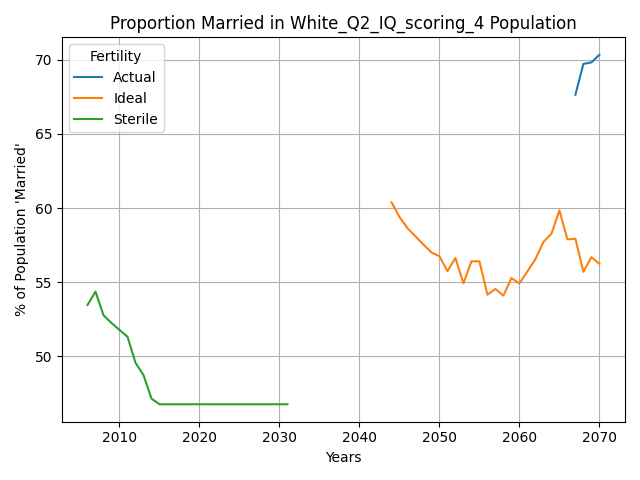 Proportion Married in White_Q2_IQ_scoring_4 Population
Fertility
Actual
Ideal
Sterile
% of Population 'Married'
70
65
60
55
50
2010
2020
2030
2040
2050
2060
2070
Years